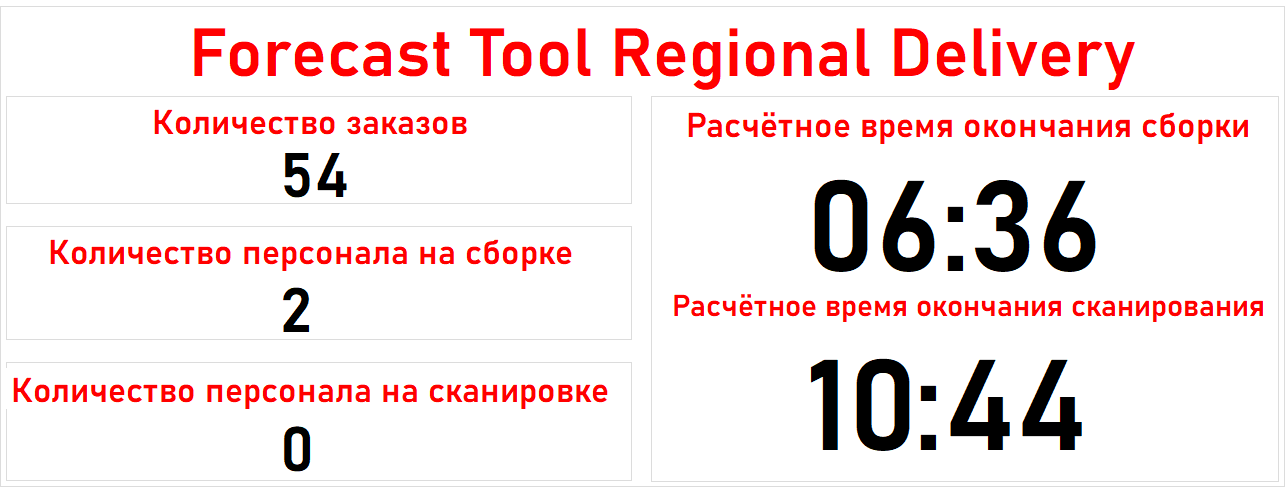 Forecast Tool Regional Delivery
Количество заказов
54
Количество персонала на сборке
2
Количество персонала на сканировке
0
Расчётное время окончания сборки
06:36
Расчётное время окончания сканирования
10:44